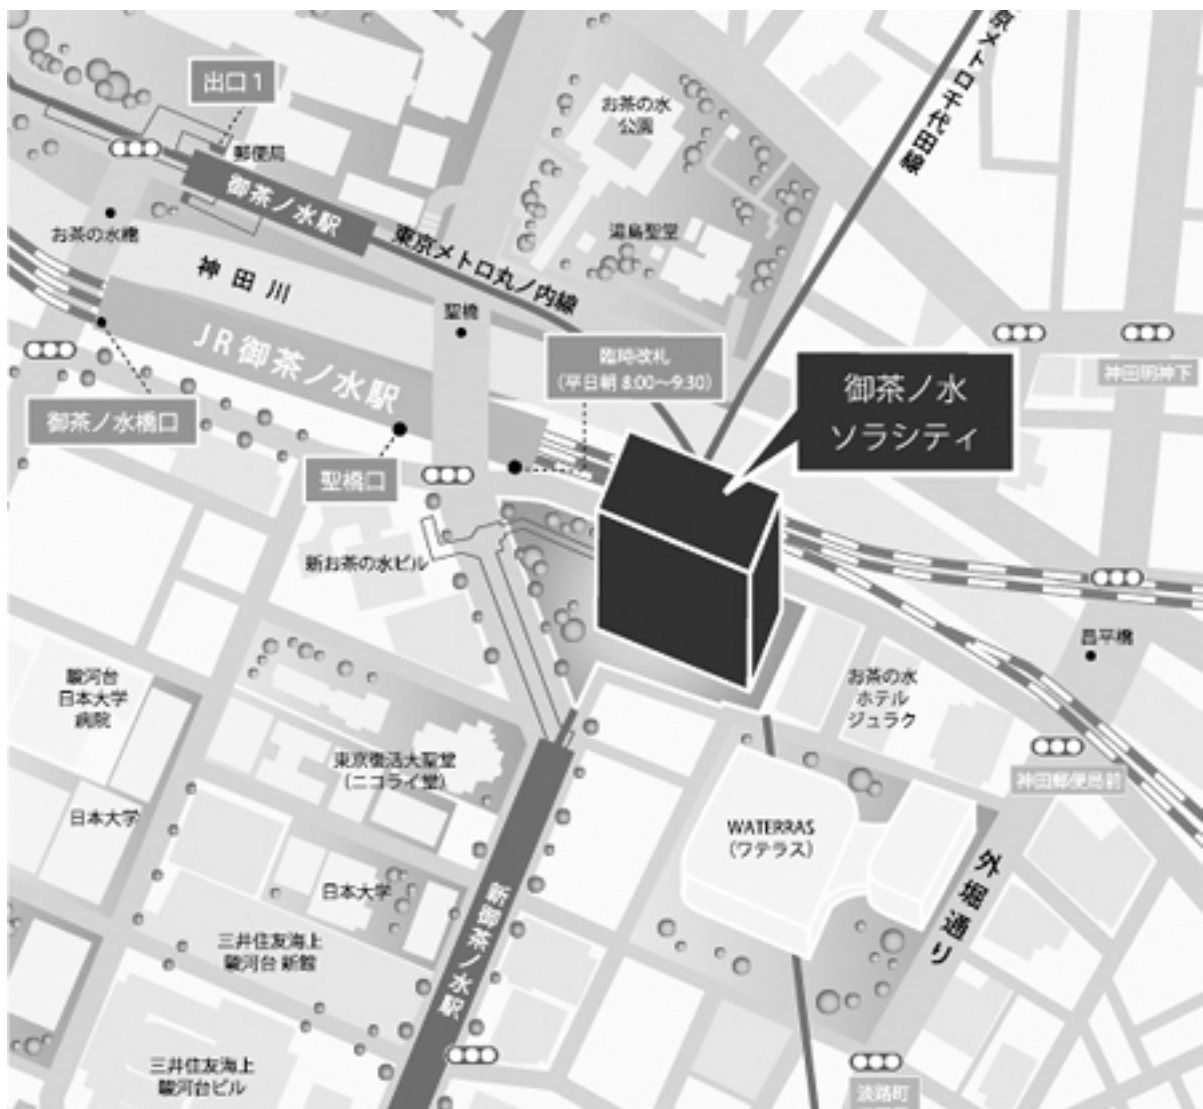 出口1
郵便局
お茶の水
公園
京メトロ千代田線
御茶ノ水駅
お茶の水橋
湯島聖堂
東京メトロ丸ノ内線
神田川
聖橋
JR御茶ノ水駅
臨時改札
(平日朝 8:00〜9:30)
神田明神下
御茶ノ水
ソラシティ
御茶ノ水橋口
聖橋口
新お茶の水ビル
昌平橋
駿河台
日本大学
病院
お茶の水
ホテル
ジュラク
東京復活大聖堂
(ニコライ堂)
神田郵便局前
日本大学
WATERRAS
(ワテラス)
外堀通り
日本大学
新御茶ノ水駅
三井住友海上
駿河台 新館
三井住友海上
駿河台ビル
淡路町